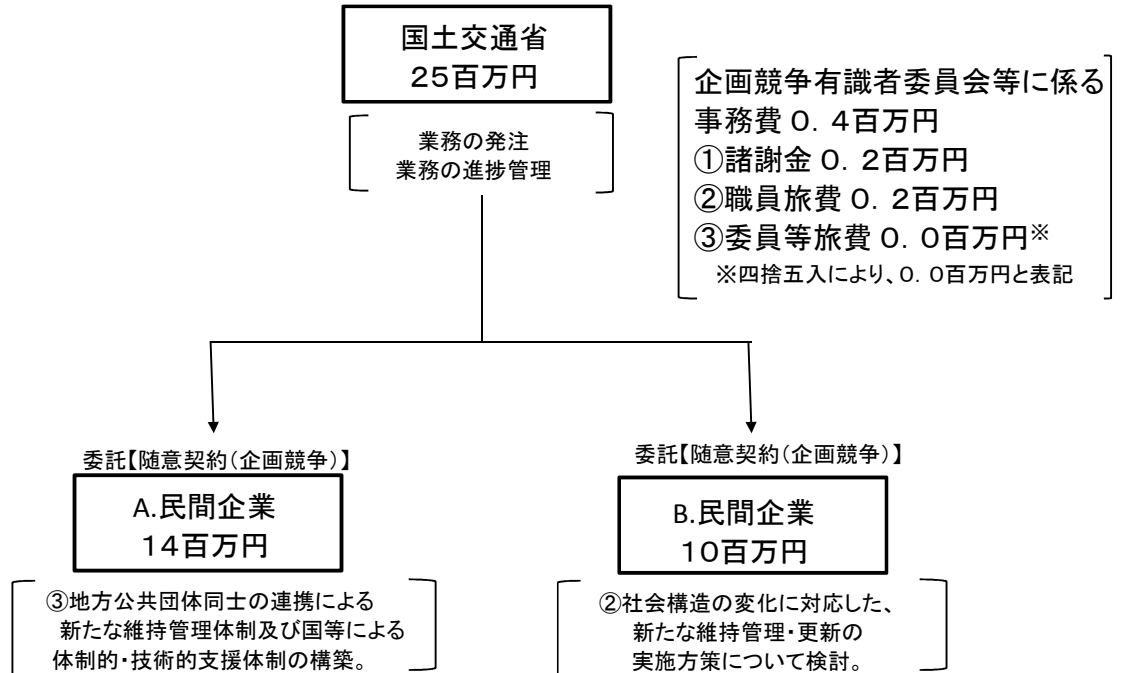 国土交通省
25百万円
業務の発注
業務の進捗管理
企画競争有識者委員会等に係る
事務費 0.4百万円
①諸謝金 0.2百万円
②職員旅費 0.2百万円
③委員等旅費 0.0百万円※
※四捨五入により、0.0百万円と表記
委託【随意契約(企画競争)】
A.民間企業
14百万円
③地方公共団体同士の連携による
新たな維持管理体制及び国等による
体制的・技術的支援体制の構築。
委託【随意契約(企画競争)】
B.民間企業
10百万円
②社会構造の変化に対応した、
新たな維持管理・更新の
実施方策について検討。